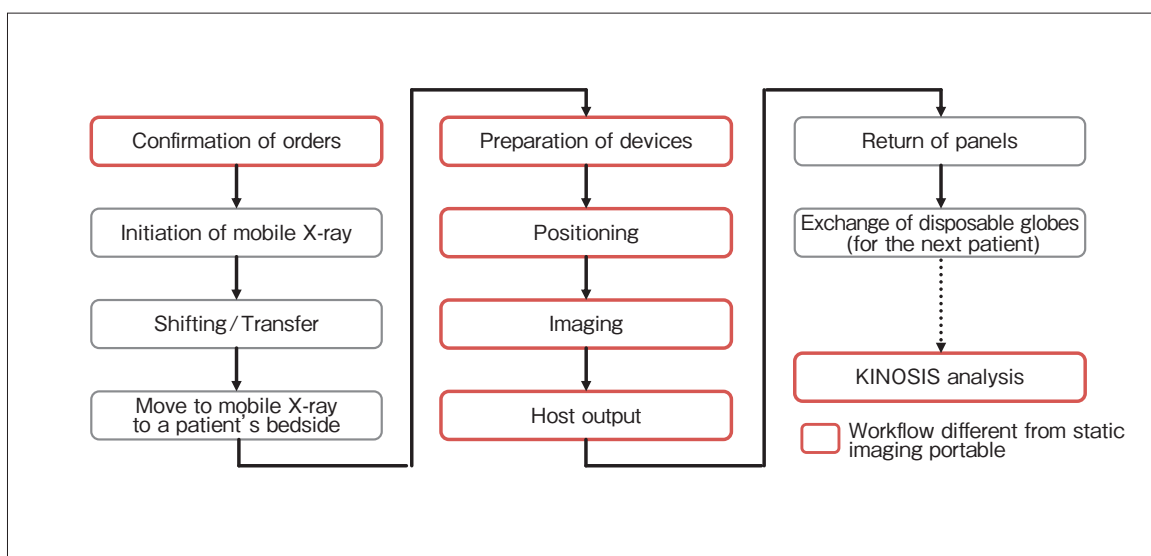 Confirmation of orders
Initiation of mobile X-ray
Shifting/Transfer
Move to mobile X-ray
to a patient's bedside
Preparation of devices
Positioning
Imaging
Host output
Return of panels
Exchange of disposable globes
(for the next patient)
KINOSIS analysis
Workflow different from static
imaging portable